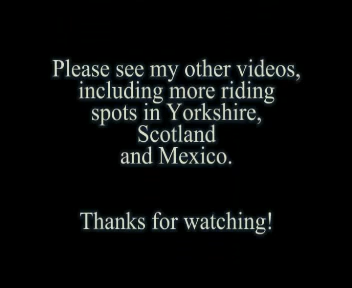 Please see my other videos,
including more riding
spots in Yorkshire,
Scotland
and Mexico.
Thanks for watching!